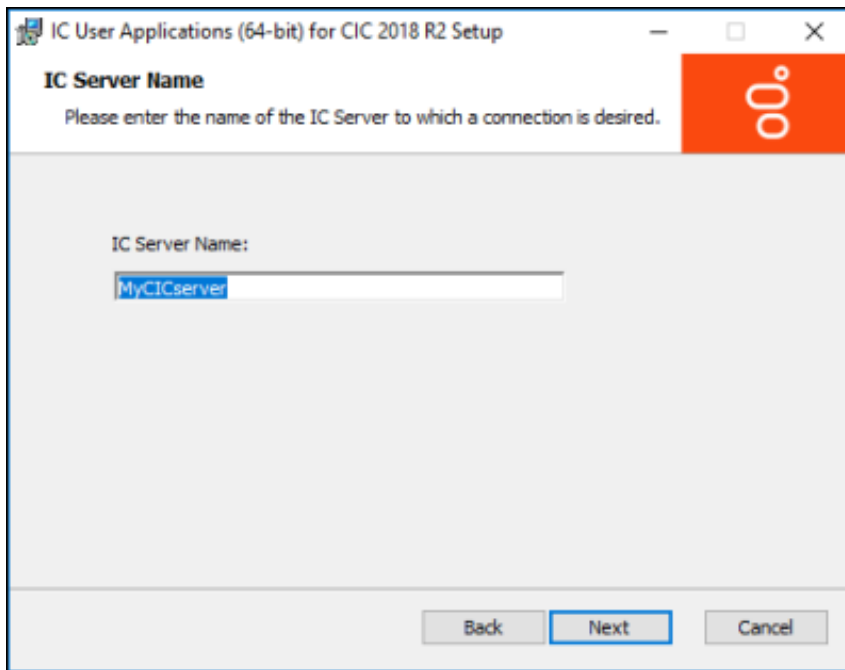 IC User Applications (64-bit) for CIC 2018 R2 Setup
IC Server Name
Please enter the name of the IC Server to which a connection is desired.
IC Server Name:
MyCICserver
Back Next Cancel